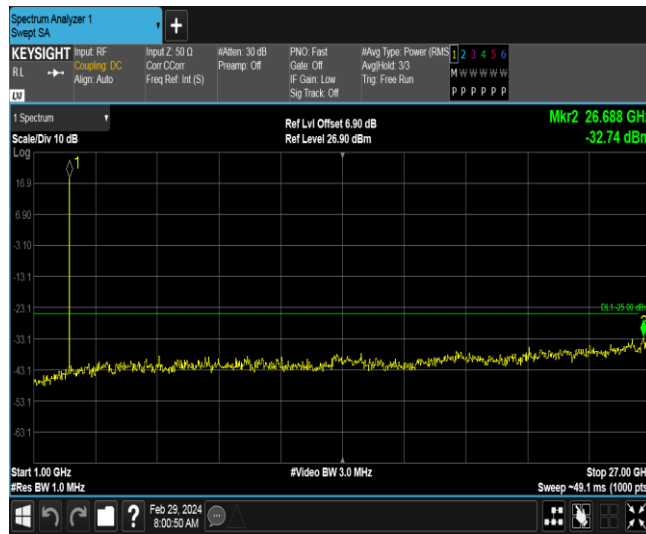 Spectrum Analyzer 1
Swept SA
+
KEYSIGHT
RL
LXI
Input: RF
Coupling: DC
Align: Auto
Input Z: 50 Ω
Corr CCorr
Freq Ref: Int (S)
#Atten: 30 dB
Preamp: Off
PNO: Fast
Gate: Off
IF Gain: Low
Sig Track: Off
#Avg Type: Power (RMS
Avg|Hold: 3/3
Trig: Free Run
1 2 3 4 5 6
M W W W W W
P P P P P P
1 Spectrum
Scale/Div 10 dB
Log
Ref Lvl Offset 6.90 dB
Ref Level 26.90 dBm
Mkr2 26.688 GHz
-32.74 dBm
1
16.9
6.90
-3.10
-13.1
-23.1
-33.1
-43.1
-53.1
-63.1
DL1 -25.00 dBm
Start 1.00 GHz
#Res BW 1.0 MHz
#Video BW 3.0 MHz
Stop 27.00 GHz
Sweep ~49.1 ms (1000 pts)
?
Feb 29, 2024
8:00:50 AM